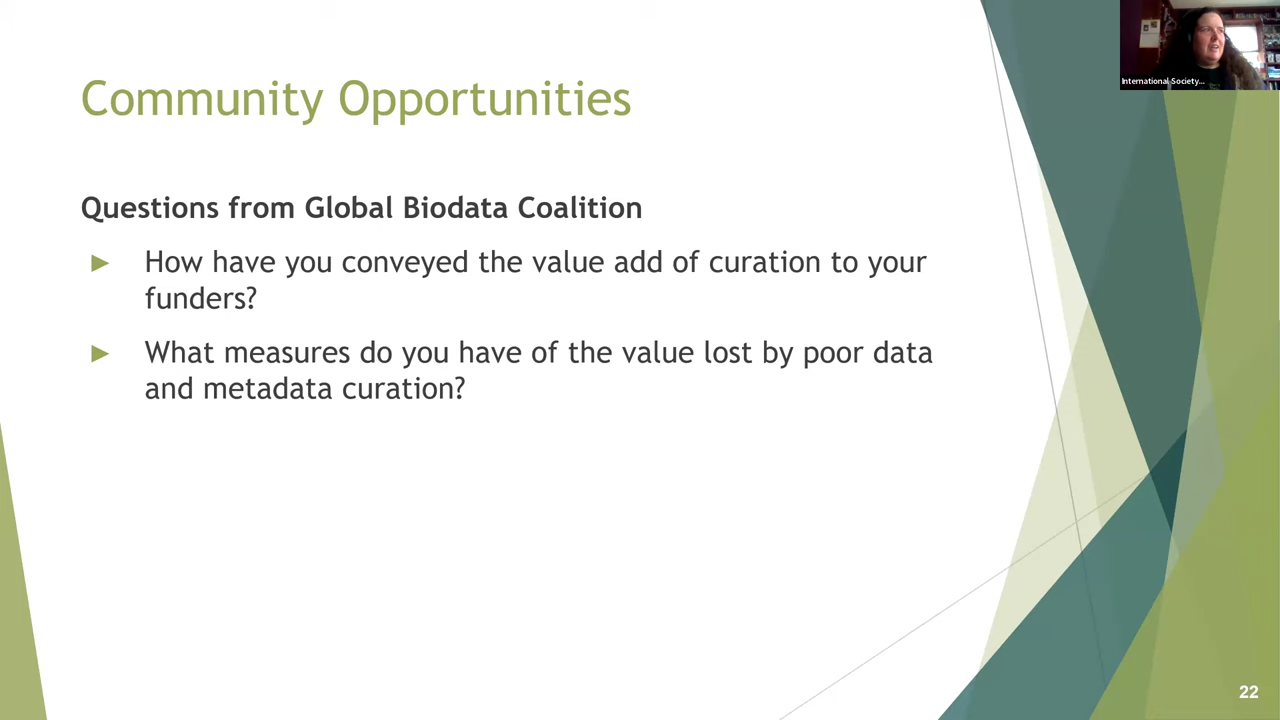 International Society...
Community Opportunities
Questions from Global Biodata Coalition
► How have you conveyed the value add of curation to your
funders?
► What measures do you have of the value lost by poor data
and metadata curation?
22